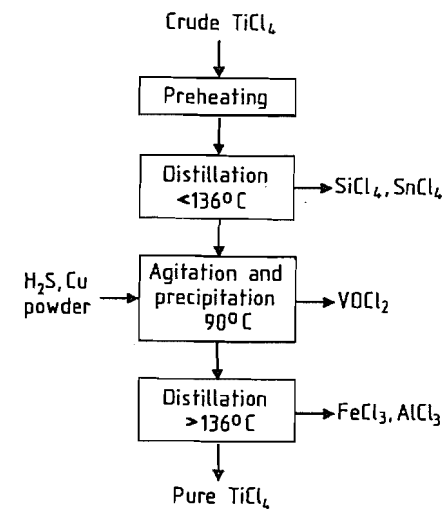 Crude TiCl₄
Preheating
Distillation
<136°C
SiCl₄, SnCl₄
H₂S, Cu
powder
Agitation and
precipitation
90°C
VOCl₂
Distillation
>136°C
FeCl₃, AlCl₃
Pure TiCl₄